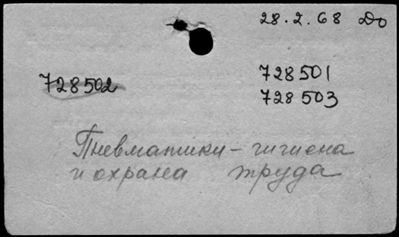 28.2.68 До
728502 728501
728503
Пневматики - гигиена
и охрана труда